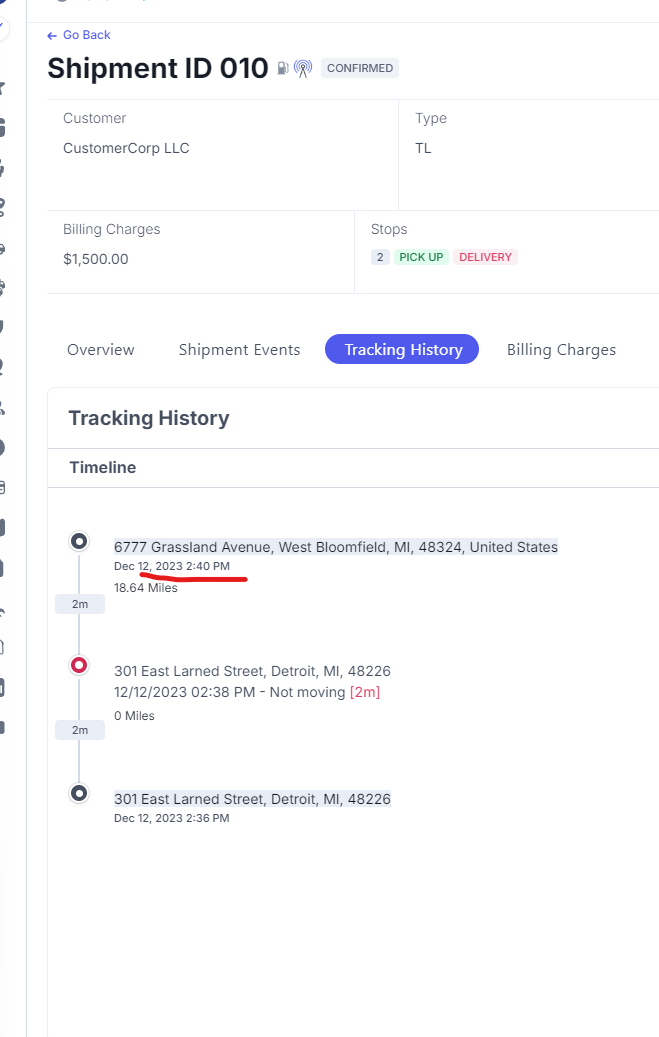 Go Back
Shipment ID 010 CONFIRMED
Customer Type
CustomerCorp LLC TL
Billing Charges Stops
$1,500.00 2 PICK UP DELIVERY
Overview Shipment Events Tracking History Billing Charges
Tracking History
Timeline
6777 Grassland Avenue, West Bloomfield, MI, 48324, United States
Dec 12, 2023 2:40 PM
18.64 Miles
2m
301 East Larned Street, Detroit, MI, 48226
12/12/2023 02:38 PM - Not moving [2m]
0 Miles
2m
301 East Larned Street, Detroit, MI, 48226
Dec 12, 2023 2:36 PM